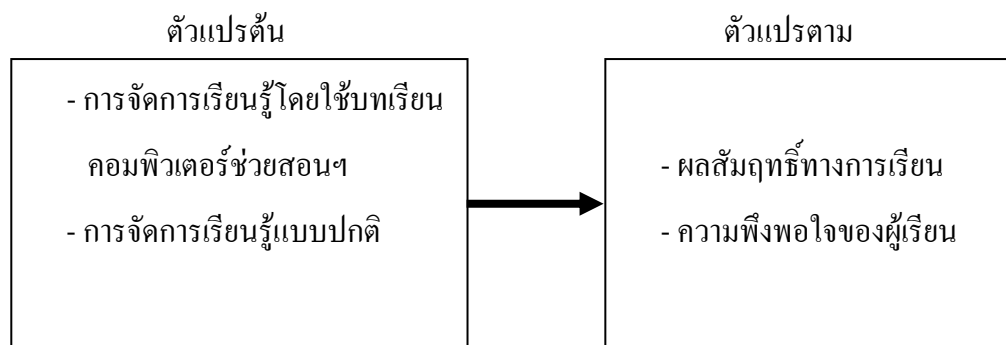 ตัวแปรต้น
- การจัดการเรียนรู้โดยใช้บทเรียน
คอมพิวเตอร์ช่วยสอนฯ
- การจัดการเรียนรู้แบบปกติ
ตัวแปรตาม
- ผลสัมฤทธิ์ทางการเรียน
- ความพึงพอใจของผู้เรียน